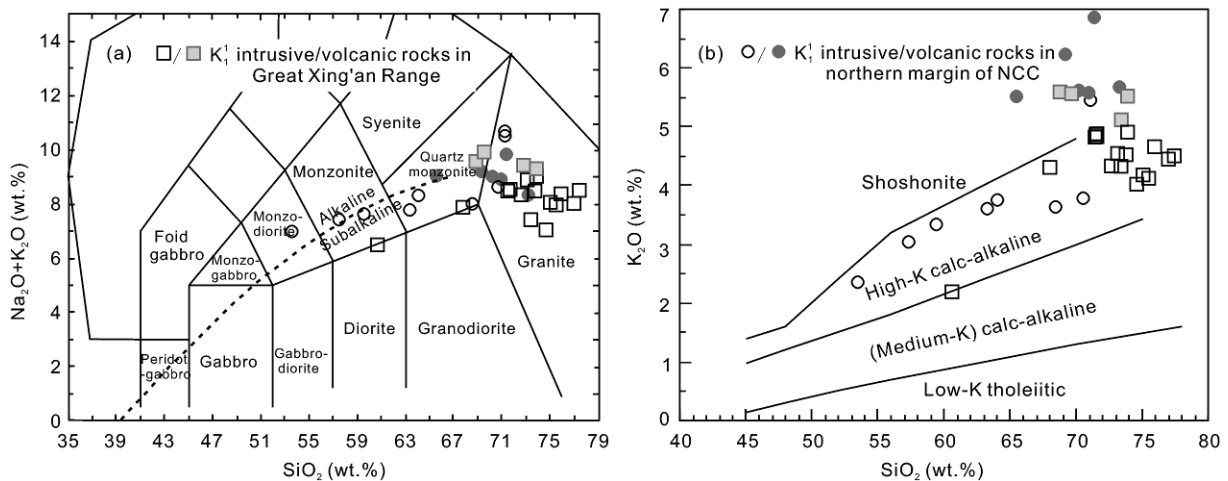 (a) □/■ K₁¹ intrusive/volcanic rocks in
Great Xing'an Range
Na₂O+K₂O (wt.%)
14
12
10
8
6
4
2
0
Syenite
Monzonite
Quartz
monzonite
Alkaline
Subalkaline
Monzo-
diorite
Foid
gabbro
Monzo-
gabbro
Granite
Diorite
Granodiorite
Peridot
-gabbro
Gabbro
Gabbro-
diorite
35 39 43 47 51 55 59 63 67 71 75 79
SiO₂ (wt.%)
(b) ○/● K₁¹ intrusive/volcanic rocks in
northern margin of NCC
K₂O (wt.%)
7
6
5
4
3
2
1
0
Shoshonite
High-K calc-alkaline
(Medium-K) calc-alkaline
Low-K tholeiitic
40 45 50 55 60 65 70 75 80
SiO₂ (wt.%)